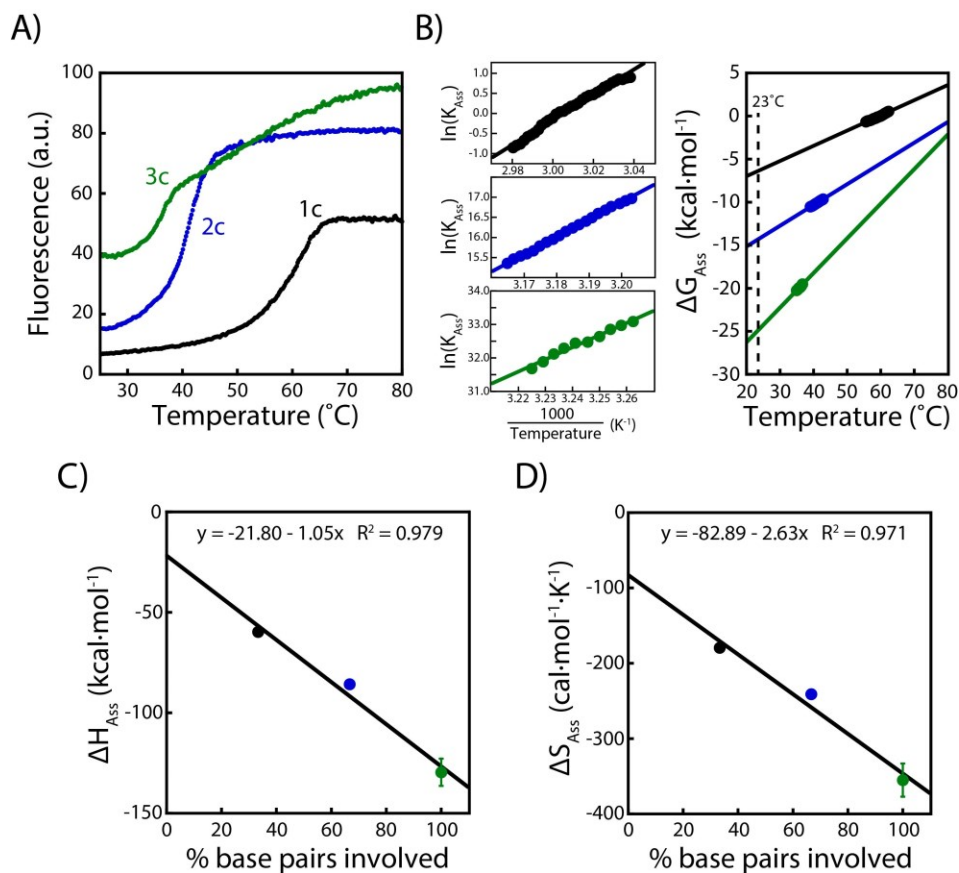 A)
100
80
60
40
20
0
Fluorescence (a.u.)
3c
2c
1c
30 40 50 60 70 80
Temperature (˚C)
B)
ln(K_Ass)
1.0
0.5
0.0
-0.5
-1.0
2.98 3.00 3.02 3.04
ln(K_Ass)
17.0
16.5
16.0
15.5
3.17 3.18 3.19 3.20
ln(K_Ass)
34.0
33.0
32.0
31.0
3.22 3.23 3.24 3.25 3.26
1000
Temperature (K⁻¹)
ΔG_Ass (kcal·mol⁻¹)
5
0
-5
-10
-15
-20
-25
-30
23˚C
20 30 40 50 60 70 80
Temperature (˚C)
C)
y = -21.80 - 1.05x R² = 0.979
0
-50
-100
-150
ΔH_Ass (kcal·mol⁻¹)
0 20 40 60 80 100
% base pairs involved
D)
y = -82.89 - 2.63x R² = 0.971
0
-100
-200
-300
-400
ΔS_Ass (cal·mol⁻¹·K⁻¹)
0 20 40 60 80 100
% base pairs involved